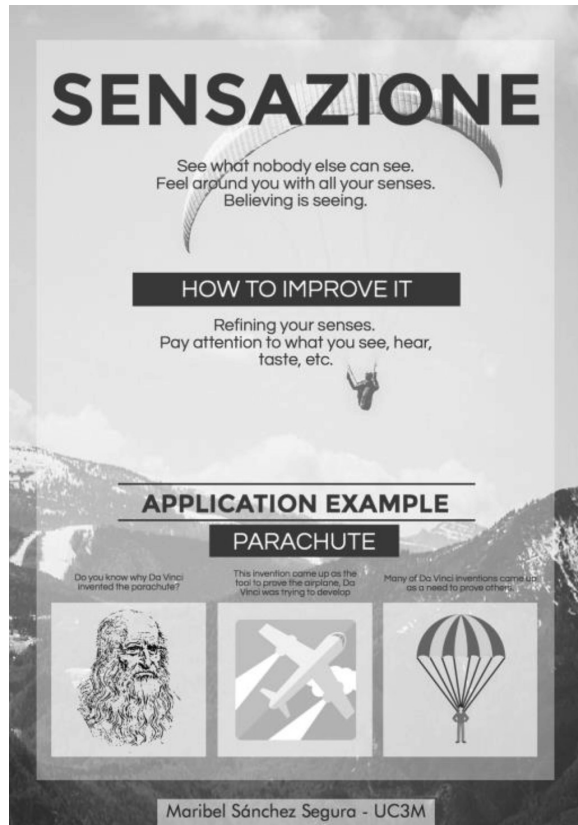 SENSAZIONE
See what nobody else can see.
Feel around you with all your senses.
Believing is seeing.
HOW TO IMPROVE IT
Refining your senses.
Pay attention to what you see, hear,
taste, etc.
APPLICATION EXAMPLE
PARACHUTE
Do you know why Da Vinci
invented the parachute?
This invention came up as the
tool to prove the airplane, Da
Vinci was trying to develop
Many of Da Vinci inventions came up
as a need to prove others.
Maribel Sánchez Segura - UC3M